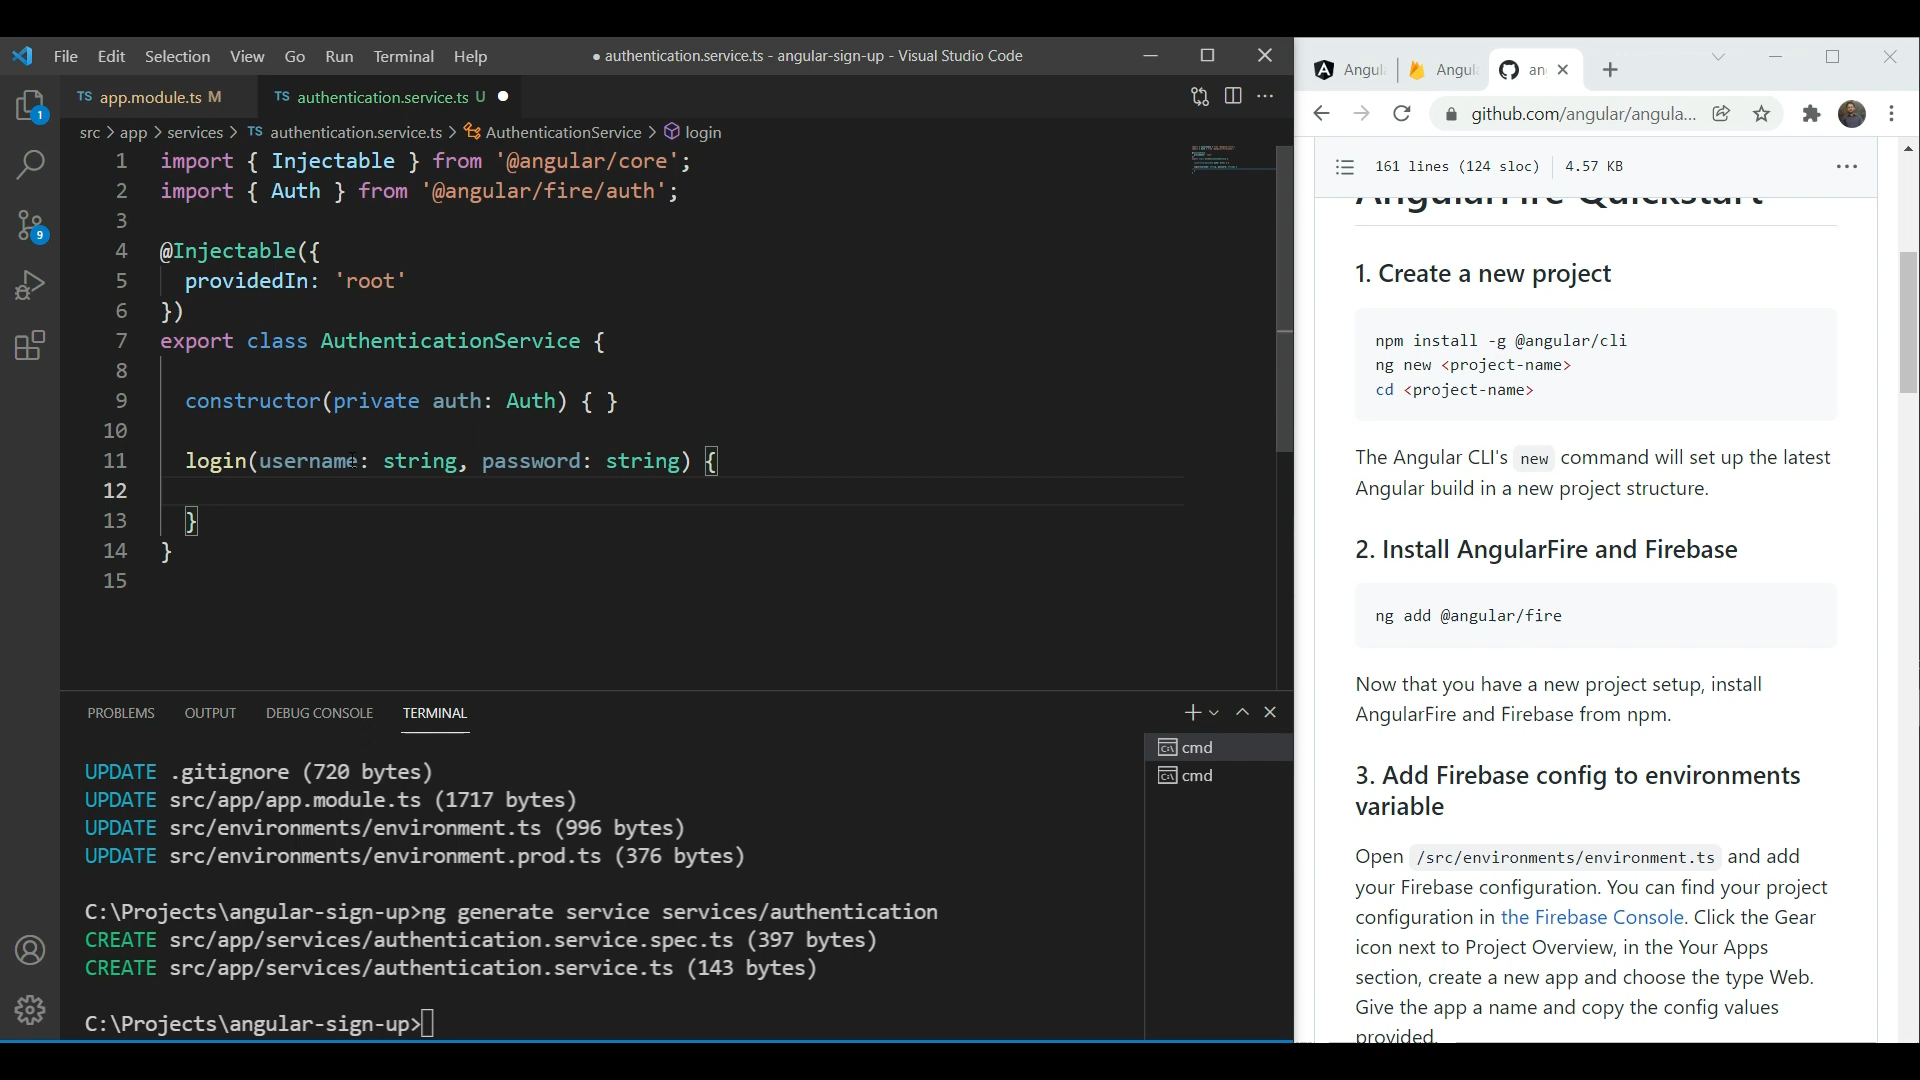 File Edit Selection View Go Run Terminal Help
● authentication.service.ts - angular-sign-up - Visual Studio Code
TS app.module.ts M
TS authentication.service.ts U ●
src > app > services > TS authentication.service.ts > AuthenticationService > login
1 import { Injectable } from '@angular/core';
2 import { Auth } from '@angular/fire/auth';
3
4 @Injectable({
5 providedIn: 'root'
6 })
7 export class AuthenticationService {
8
9 constructor(private auth: Auth) { }
10
11 login(username: string, password: string) {
12
13 }
14 }
15
1
9
PROBLEMS OUTPUT DEBUG CONSOLE TERMINAL
cmd
cmd
UPDATE .gitignore (720 bytes)
UPDATE src/app/app.module.ts (1717 bytes)
UPDATE src/environments/environment.ts (996 bytes)
UPDATE src/environments/environment.prod.ts (376 bytes)
C:\Projects\angular-sign-up>ng generate service services/authentication
CREATE src/app/services/authentication.service.spec.ts (397 bytes)
CREATE src/app/services/authentication.service.ts (143 bytes)
C:\Projects\angular-sign-up>
Angul Angul an
github.com/angular/angula...
161 lines (124 sloc) 4.57 KB
AngularFire Quickstart
1. Create a new project
npm install -g @angular/cli
ng new <project-name>
cd <project-name>
The Angular CLI's new command will set up the latest
Angular build in a new project structure.
2. Install AngularFire and Firebase
ng add @angular/fire
Now that you have a new project setup, install
AngularFire and Firebase from npm.
3. Add Firebase config to environments
variable
Open /src/environments/environment.ts and add
your Firebase configuration. You can find your project
configuration in the Firebase Console. Click the Gear
icon next to Project Overview, in the Your Apps
section, create a new app and choose the type Web.
Give the app a name and copy the config values
provided.